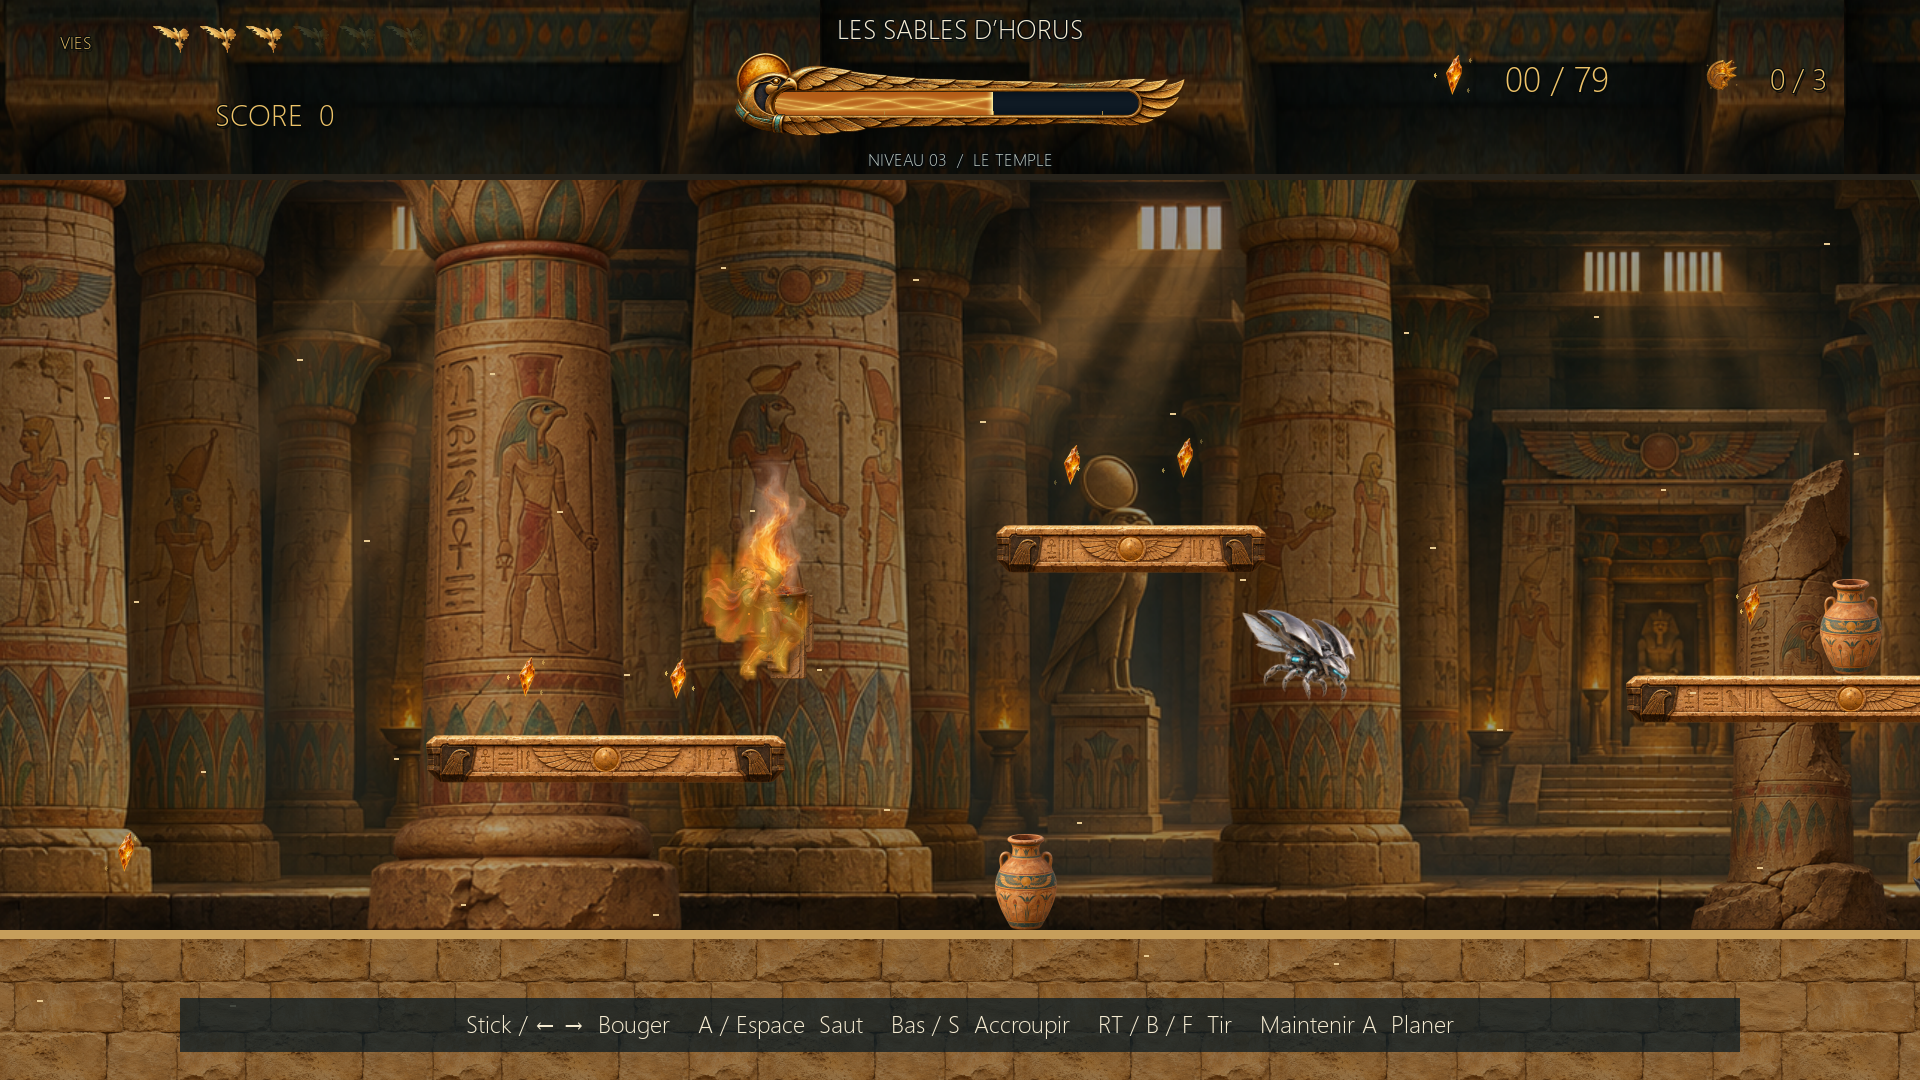 LES SABLES D’HORUS
VIES
00 / 79
0 / 3
SCORE 0
NIVEAU 03 / LE TEMPLE
Stick / ← → Bouger A / Espace Saut Bas / S Accroupir RT / B / F Tir Maintenir A Planer